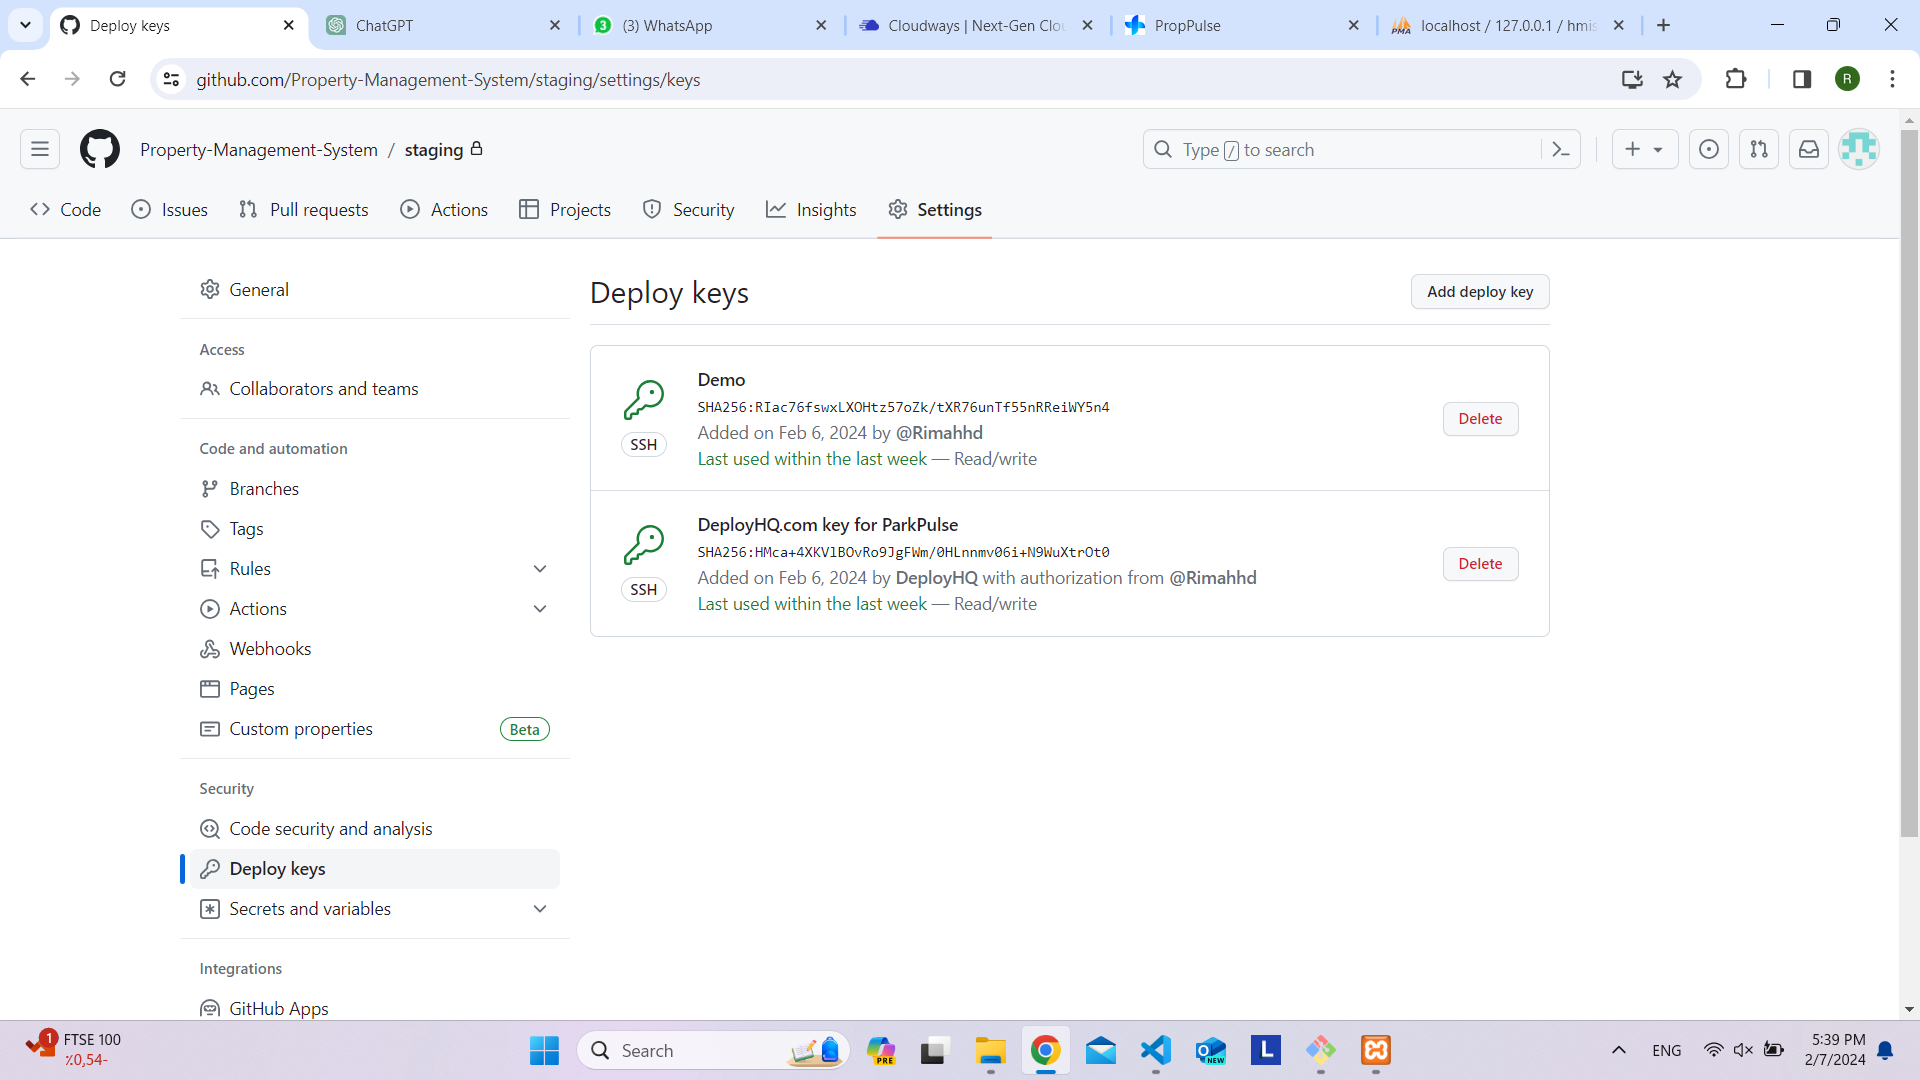 Deploy keys
ChatGPT
(3) WhatsApp
Cloudways | Next-Gen Clou
PropPulse
PMA
localhost / 127.0.0.1 / hmis
github.com/Property-Management-System/staging/settings/keys
R
Property-Management-System / staging
Type / to search
Code
Issues
Pull requests
Actions
Projects
Security
Insights
Settings
General
Access
Collaborators and teams
Code and automation
Branches
Tags
Rules
Actions
Webhooks
Pages
Custom properties
Beta
Security
Code security and analysis
Deploy keys
Secrets and variables
Integrations
GitHub Apps
Deploy keys
Add deploy key
Demo
SHA256:RIac76fswxLXOHtz57oZk/tXR76unTf55nRReiWY5n4
Added on Feb 6, 2024 by @Rimahhd
Last used within the last week — Read/write
SSH
Delete
DeployHQ.com key for ParkPulse
SHA256:HMca+4XKVlBOvRo9JgFWm/0HLnnmv06i+N9WuXtrOt0
Added on Feb 6, 2024 by DeployHQ with authorization from @Rimahhd
Last used within the last week — Read/write
SSH
Delete
1
FTSE 100
٪0,54-
Search
PRE
NEW
L
ENG
5:39 PM
2/7/2024